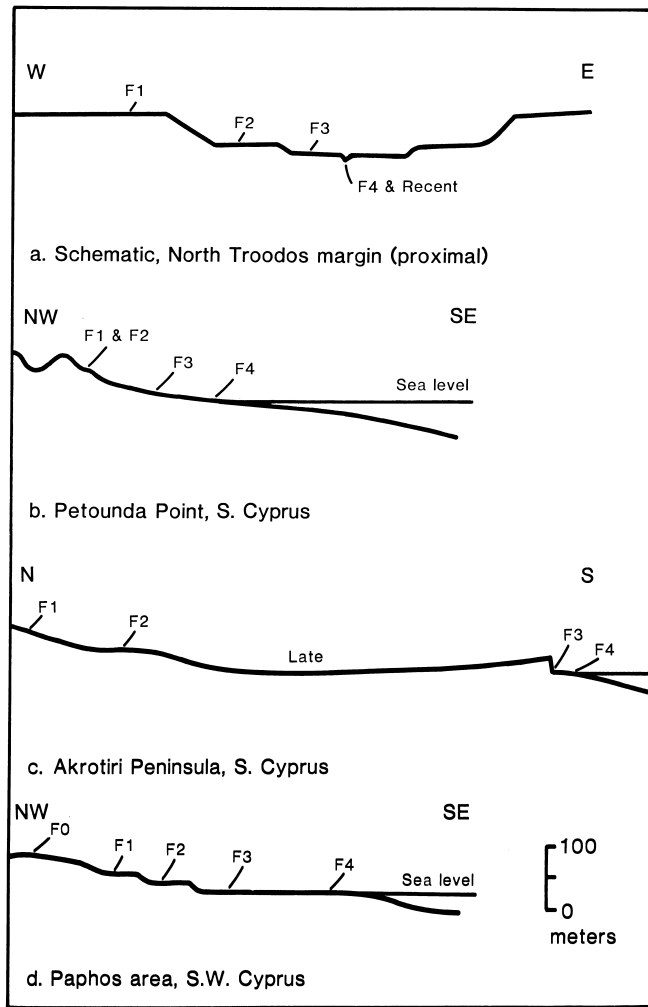 W
E
F1
F2
F3
F4 & Recent
a. Schematic, North Troodos margin (proximal)
NW
SE
F1 & F2
F3
F4
Sea level
b. Petounda Point, S. Cyprus
N
S
F1
F2
Late
F3
F4
c. Akrotiri Peninsula, S. Cyprus
NW
SE
F0
F1
F2
F3
F4
Sea level
100
0
meters
d. Paphos area, S.W. Cyprus